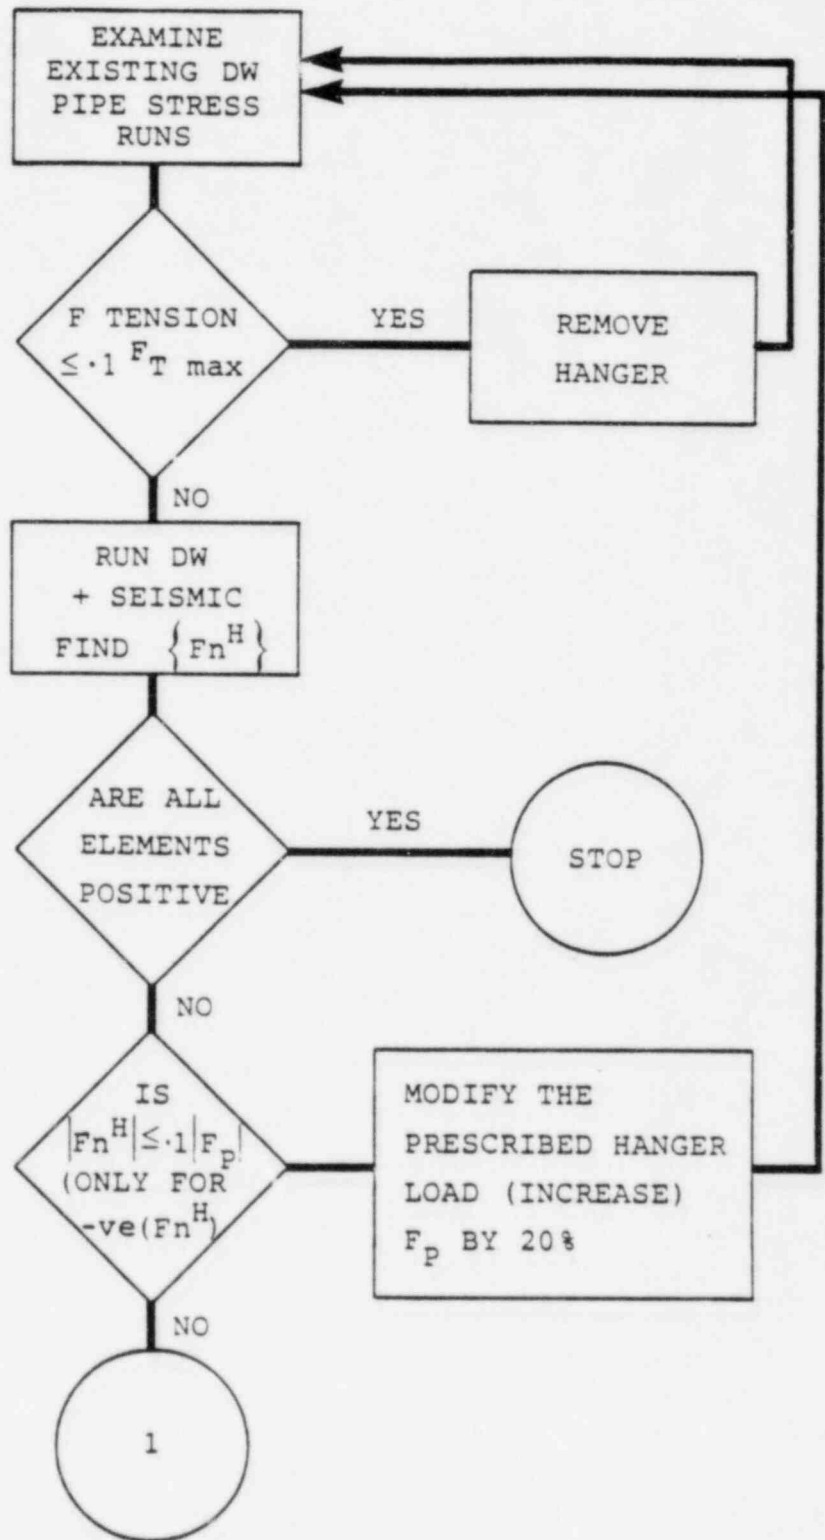 EXAMINE
EXISTING DW
PIPE STRESS
RUNS
F TENSION
≤ ·1 F_T max
YES
REMOVE
HANGER
NO
RUN DW
+ SEISMIC
FIND {Fn^H}
ARE ALL
ELEMENTS
POSITIVE
YES
STOP
NO
IS
|Fn^H| ≤ ·1|F_p|
(ONLY FOR
-ve(Fn^H)
MODIFY THE
PRESCRIBED HANGER
LOAD (INCREASE)
F_p BY 20%
NO
1